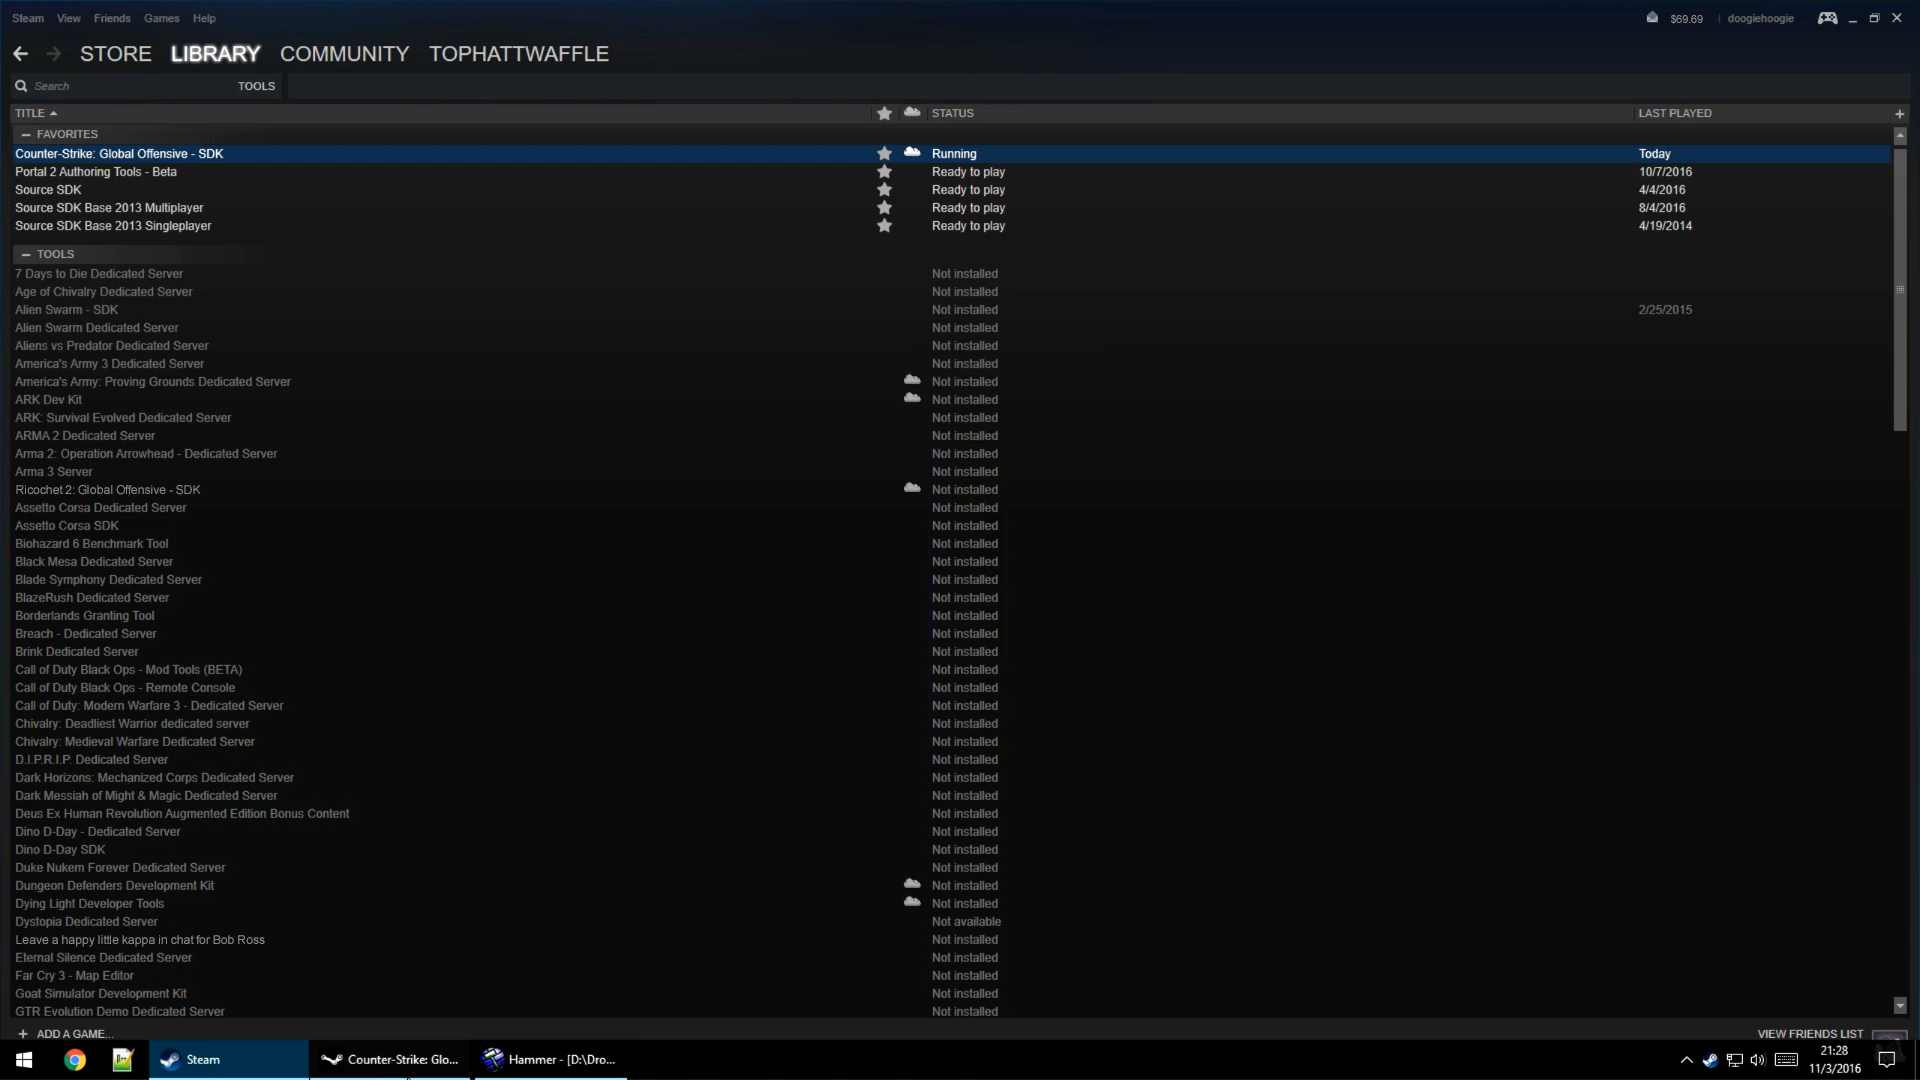 Steam View Friends Games Help $69.69 doogiehoogie
STORE LIBRARY COMMUNITY TOPHATTWAFFLE
Search TOOLS
TITLE STATUS LAST PLAYED
FAVORITES
Counter-Strike: Global Offensive - SDK Running Today
Portal 2 Authoring Tools - Beta Ready to play 10/7/2016
Source SDK Ready to play 4/4/2016
Source SDK Base 2013 Multiplayer Ready to play 8/4/2016
Source SDK Base 2013 Singleplayer Ready to play 4/19/2014
TOOLS
7 Days to Die Dedicated Server Not installed
Age of Chivalry Dedicated Server Not installed
Alien Swarm - SDK Not installed 2/25/2015
Alien Swarm Dedicated Server Not installed
Aliens vs Predator Dedicated Server Not installed
America's Army 3 Dedicated Server Not installed
America's Army: Proving Grounds Dedicated Server Not installed
ARK Dev Kit Not installed
ARK: Survival Evolved Dedicated Server Not installed
ARMA 2 Dedicated Server Not installed
Arma 2: Operation Arrowhead - Dedicated Server Not installed
Arma 3 Server Not installed
Ricochet 2: Global Offensive - SDK Not installed
Assetto Corsa Dedicated Server Not installed
Assetto Corsa SDK Not installed
Biohazard 6 Benchmark Tool Not installed
Black Mesa Dedicated Server Not installed
Blade Symphony Dedicated Server Not installed
BlazeRush Dedicated Server Not installed
Borderlands Granting Tool Not installed
Breach - Dedicated Server Not installed
Brink Dedicated Server Not installed
Call of Duty Black Ops - Mod Tools (BETA) Not installed
Call of Duty Black Ops - Remote Console Not installed
Call of Duty: Modern Warfare 3 - Dedicated Server Not installed
Chivalry: Deadliest Warrior dedicated server Not installed
Chivalry: Medieval Warfare Dedicated Server Not installed
D.I.P.R.I.P. Dedicated Server Not installed
Dark Horizons: Mechanized Corps Dedicated Server Not installed
Dark Messiah of Might & Magic Dedicated Server Not installed
Deus Ex Human Revolution Augmented Edition Bonus Content Not installed
Dino D-Day - Dedicated Server Not installed
Dino D-Day SDK Not installed
Duke Nukem Forever Dedicated Server Not installed
Dungeon Defenders Development Kit Not installed
Dying Light Developer Tools Not installed
Dystopia Dedicated Server Not available
Leave a happy little kappa in chat for Bob Ross Not installed
Eternal Silence Dedicated Server Not installed
Far Cry 3 - Map Editor Not installed
Goat Simulator Development Kit Not installed
GTR Evolution Demo Dedicated Server Not installed
+ ADD A GAME... VIEW FRIENDS LIST
Steam Counter-Strike: Glo... Hammer - [D:\Dro... 21:28
11/3/2016